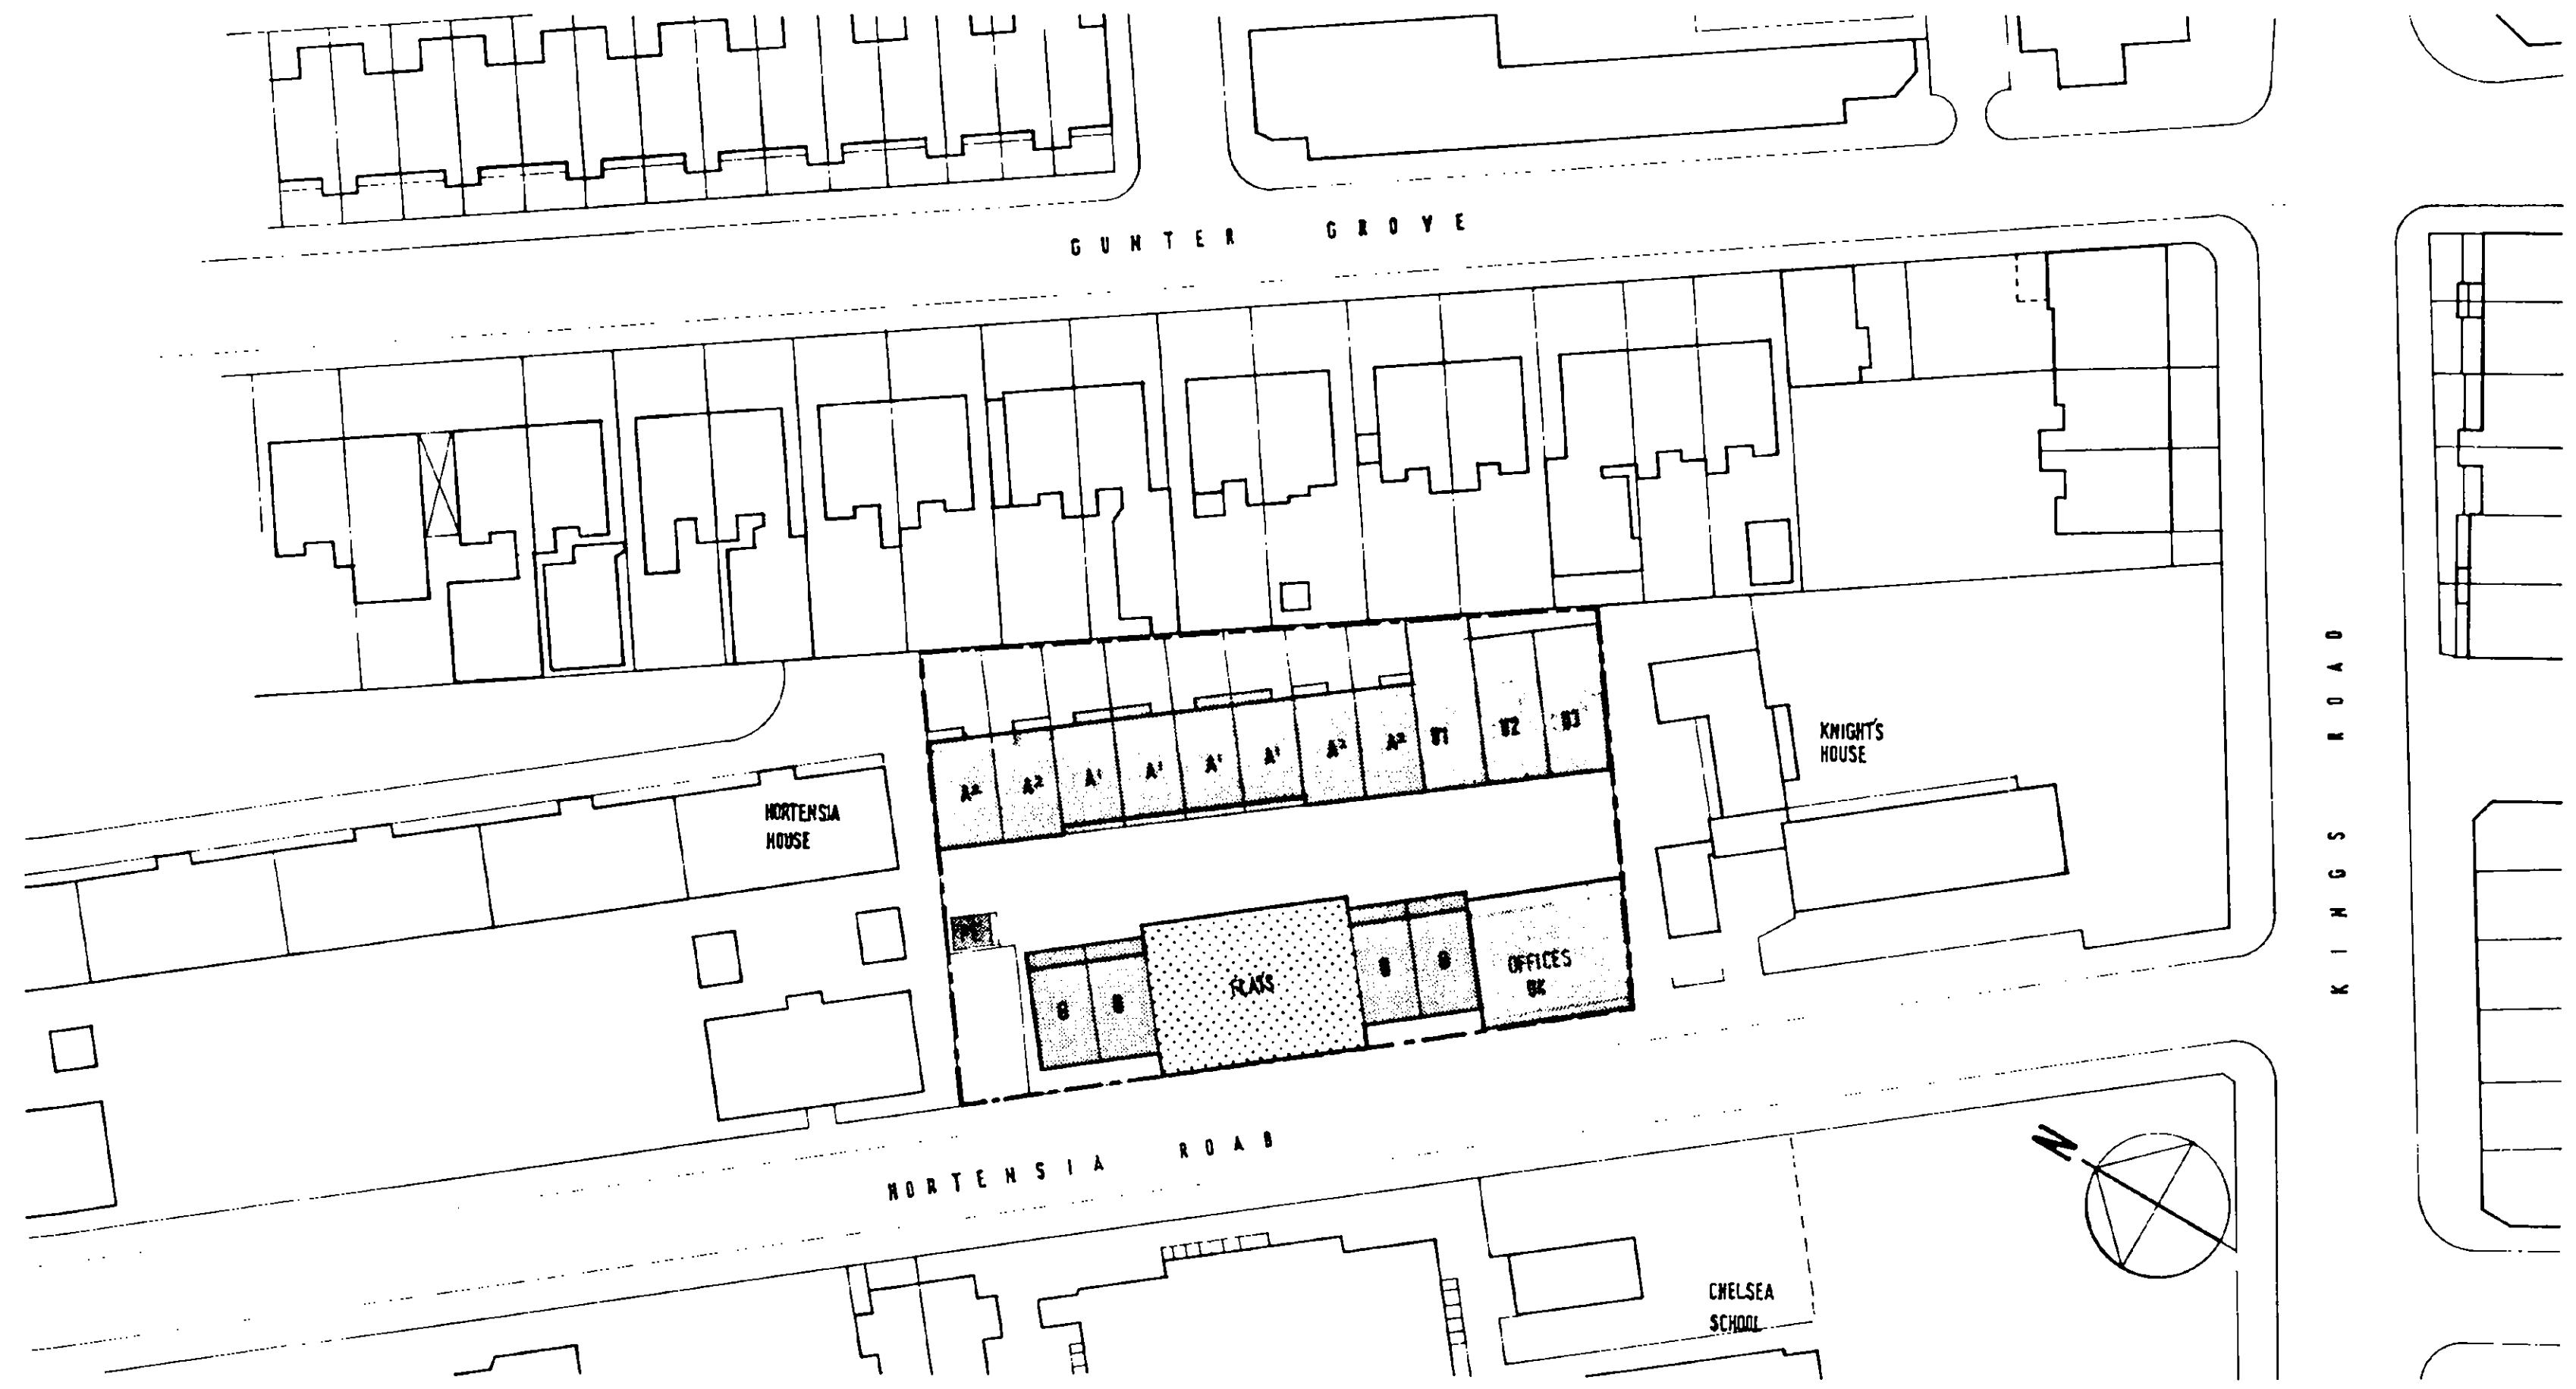 GUNTER GROVE
KINGS ROAD
KNIGHT'S
HOUSE
HORTENSIA
HOUSE
A² A² A¹ A¹ A¹ A¹ A² A² B1 B2 B3
B B FLATS B B OFFICES
HORTENSIA ROAD
N
CHELSEA
SCHOOL